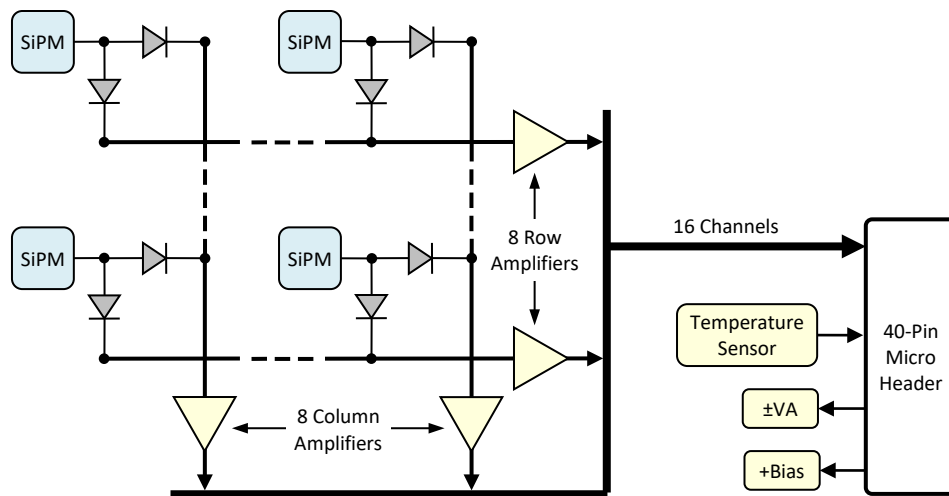 SiPM
SiPM
8 Row
Amplifiers
16 Channels
SiPM
SiPM
Temperature
Sensor
40-Pin
Micro
Header
±VA
+Bias
8 Column
Amplifiers